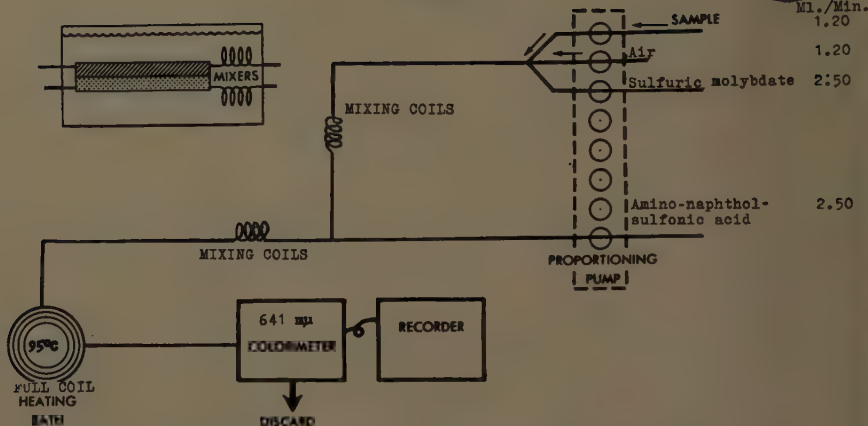 Ml./Min.
SAMPLE 1.20
Air 1.20
Sulfuric molybdate 2.50
MIXERS
MIXING COILS
Amino-naphthol- 2.50
sulfonic acid
MIXING COILS
PROPORTIONING
PUMP
641 mµ
COLORIMETER
RECORDER
95°C
FULL COIL
HEATING
BATH
DISCARD